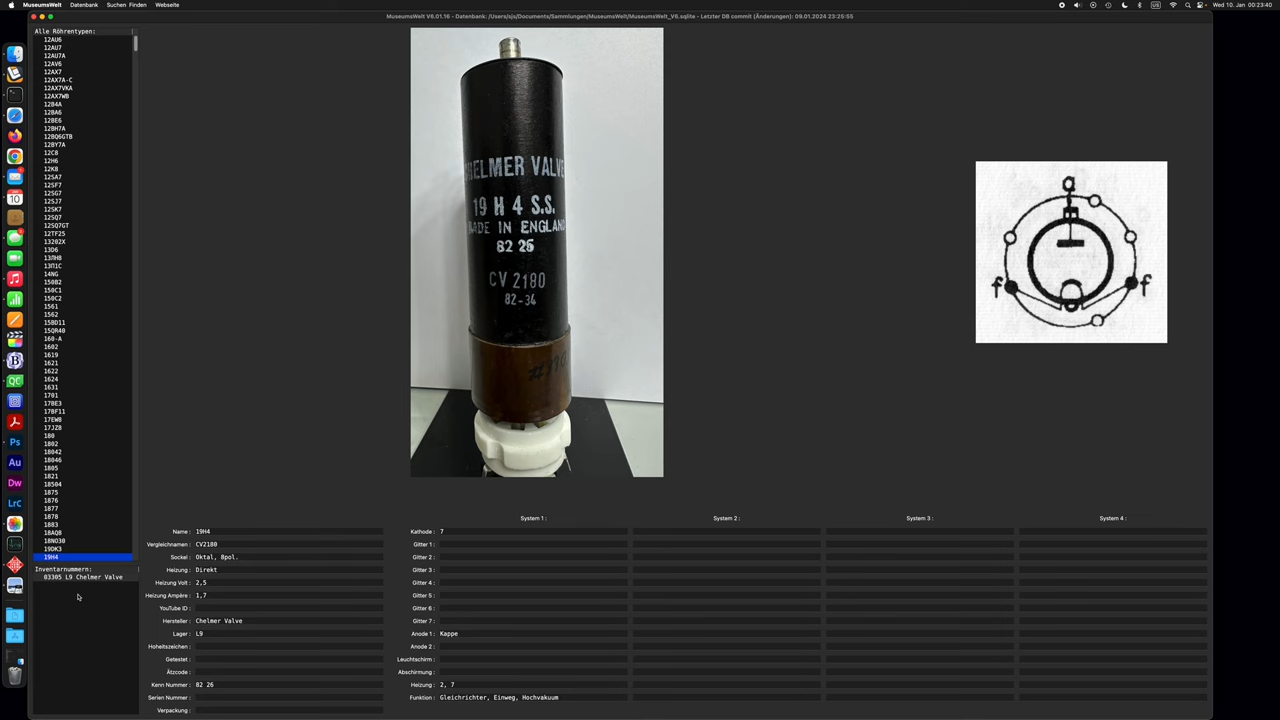 MuseumsWelt Datenbank Suchen Finden Webseite
Wed 10. Jan 00:23:40
MuseumsWelt V6.01.16 - Datenbank: /Users/sjs/Documents/Sammlungen/MuseumsWelt/MuseumsWelt_V6.sqlite - Letzter DB commit (Änderungen): 09.01.2024 23:25:55
Alle Röhrentypen:
12AU6
12AU7
12AU7A
12AV6
12AX7
12AX7A-C
12AX7VKA
12AX7WB
12B4A
12BA6
12BE6
12BH7A
12BQ6GTB
12BY7A
12C8
12H6
12K8
12SA7
12SF7
12SG7
12SJ7
12SK7
12SQ7
12SQ7GT
12TF25
13202X
13D6
13ПН8
13П1С
14NG
150B2
150C1
150C2
1561
1562
15BD11
15QR40
160-A
1602
1619
1621
1622
1624
1631
1701
17BE3
17BF11
17EW8
17JZ8
180
1802
18042
18046
1805
1821
18504
1875
1876
1877
1878
1883
18AQ8
18NO30
19DK3
19H4
Inventarnummern:
03305 L9 Chelmer Valve
CHELMER VALVE
19 H 4 S.S.
MADE IN ENGLAND
82 26
CV 2180
82-34
a
f f
System 1 : System 2 : System 3 : System 4 :
Name : 19H4
Vergleichnamen : CV2180
Sockel : Oktal, 8pol.
Heizung : Direkt
Heizung Volt : 2,5
Heizung Ampère : 1,7
YouTube ID :
Hersteller : Chelmer Valve
Lager : L9
Hoheitszeichen :
Getestet :
Ätzcode :
Kenn Nummer : 82 26
Serien Nummer :
Verpackung :
Kathode : 7
Gitter 1 :
Gitter 2 :
Gitter 3 :
Gitter 4 :
Gitter 5 :
Gitter 6 :
Gitter 7 :
Anode 1 : Kappe
Anode 2 :
Leuchtschirm :
Abschirmung :
Heizung : 2, 7
Funktion : Gleichrichter, Einweg, Hochvakuum